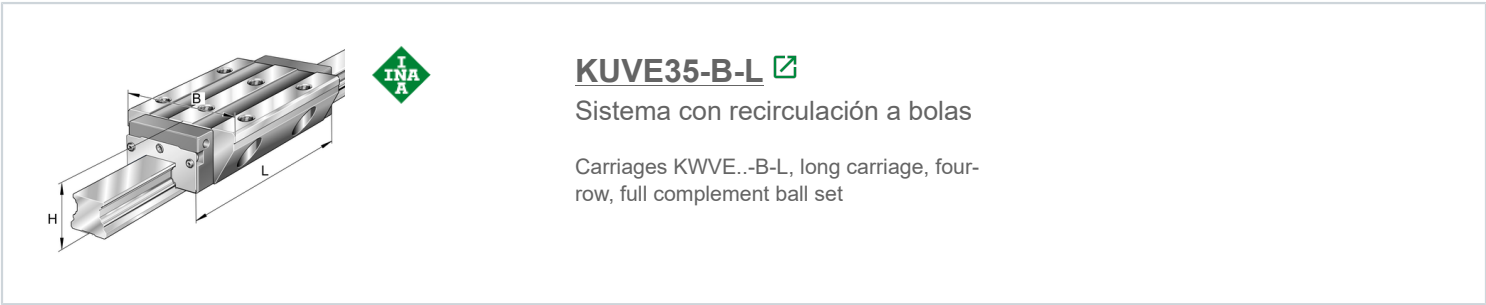 B
L
H
I
INA
A
KUVE35-B-L
Sistema con recirculación a bolas
Carriages KWVE..-B-L, long carriage, four-
row, full complement ball set